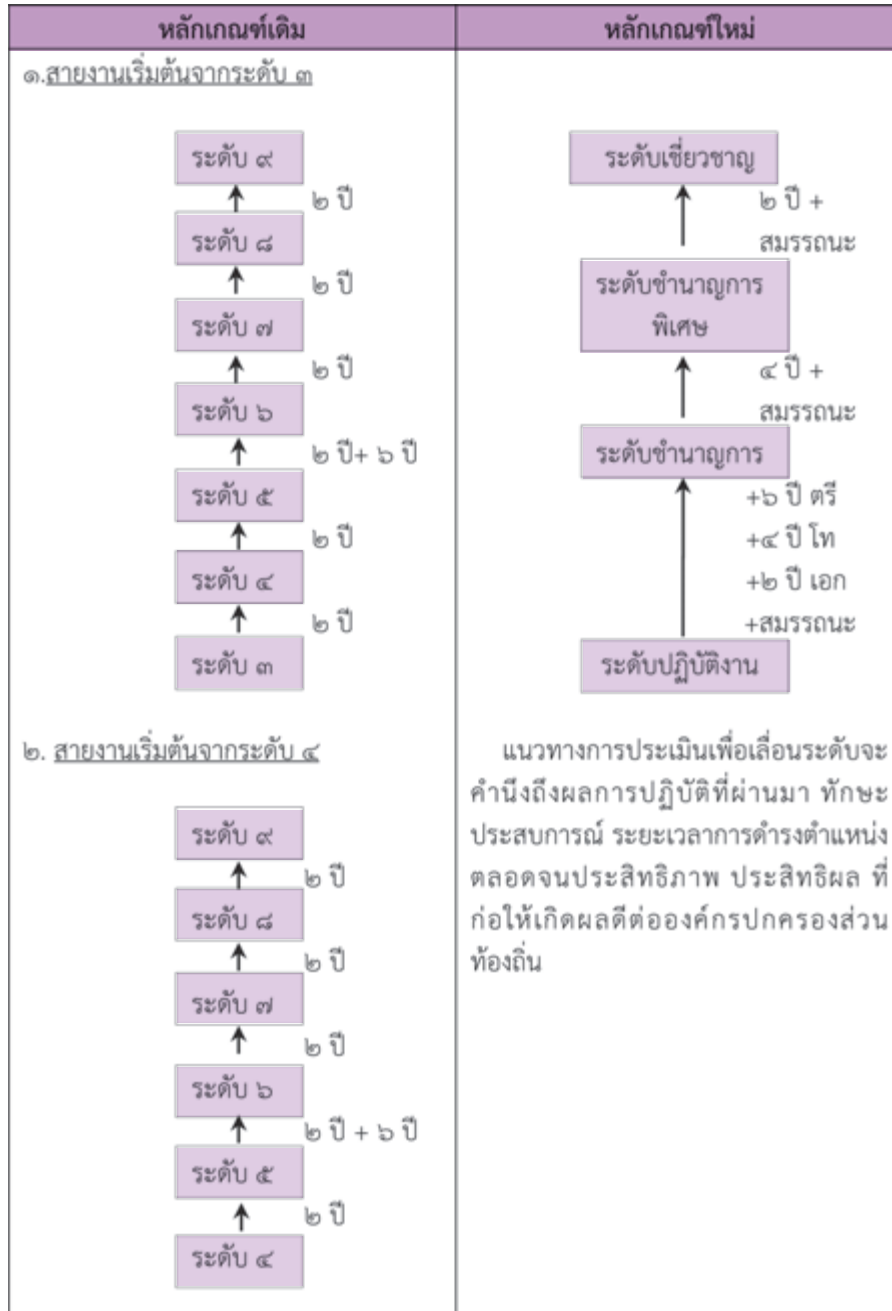 หลักเกณฑ์เดิม
หลักเกณฑ์ใหม่
๑.สายงานเริ่มต้นจากระดับ ๓
ระดับ ๙
๒ ปี
ระดับ ๘
๒ ปี
ระดับ ๗
๒ ปี
ระดับ ๖
๒ ปี+ ๖ ปี
ระดับ ๕
๒ ปี
ระดับ ๔
๒ ปี
ระดับ ๓
ระดับเชี่ยวชาญ
๒ ปี +
สมรรถนะ
ระดับชำนาญการ
พิเศษ
๔ ปี +
สมรรถนะ
ระดับชำนาญการ
+๖ ปี ตรี
+๔ ปี โท
+๒ ปี เอก
+สมรรถนะ
ระดับปฏิบัติงาน
๒. สายงานเริ่มต้นจากระดับ ๔
ระดับ ๙
๒ ปี
ระดับ ๘
๒ ปี
ระดับ ๗
๒ ปี
ระดับ ๖
๒ ปี + ๖ ปี
ระดับ ๕
๒ ปี
ระดับ ๔
แนวทางการประเมินเพื่อเลื่อนระดับจะ
คำนึงถึงผลการปฏิบัติที่ผ่านมา ทักษะ
ประสบการณ์ ระยะเวลาการดำรงตำแหน่ง
ตลอดจนประสิทธิภาพ ประสิทธิผล ที่
ก่อให้เกิดผลดีต่อองค์กรปกครองส่วน
ท้องถิ่น